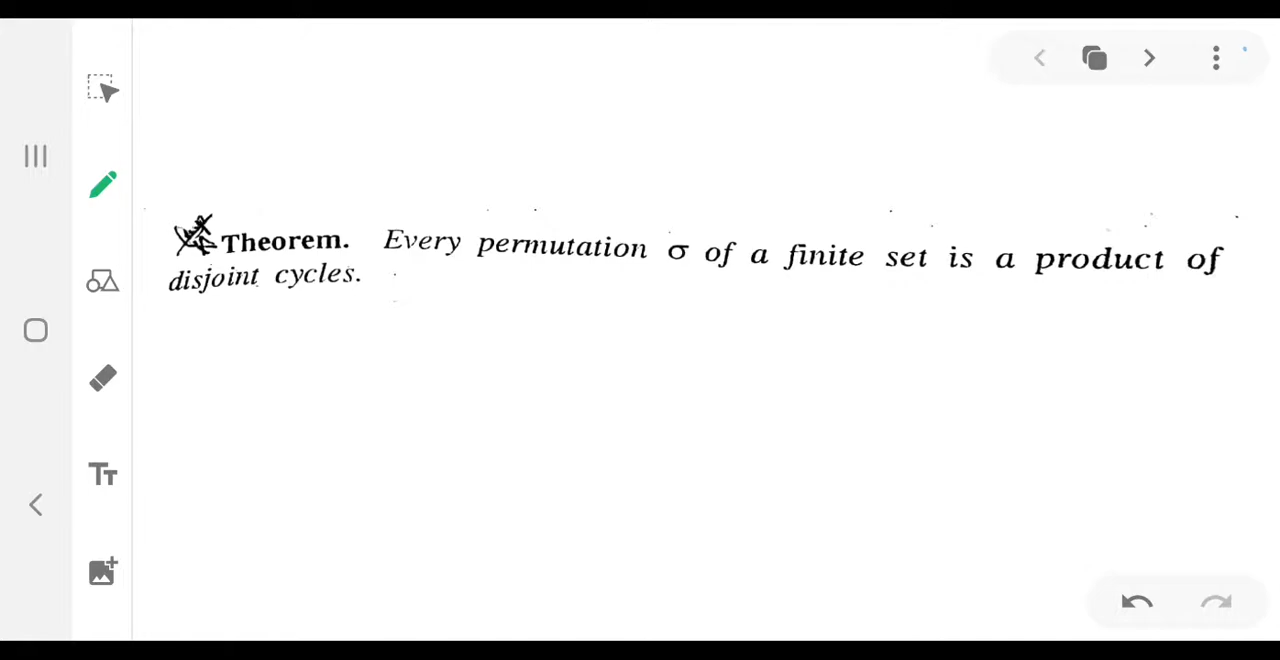 Theorem. Every permutation σ of a finite set is a product of
disjoint cycles.